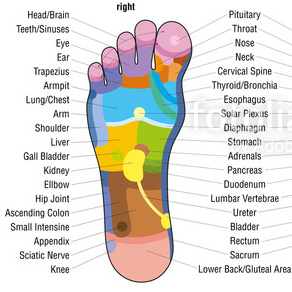 right
Head/Brain
Teeth/Sinuses
Eye
Ear
Trapezius
Armpit
Lung/Chest
Arm
Shoulder
Liver
Gall Bladder
Kidney
Ellbow
Hip Joint
Ascending Colon
Small Intensine
Appendix
Sciatic Nerve
Knee
Pituitary
Throat
Nose
Neck
Cervical Spine
Thyroid/Bronchia
Esophagus
Solar Plexus
Diaphragm
Stomach
Adrenals
Pancreas
Duodenum
Lumbar Vertebrae
Ureter
Bladder
Rectum
Sacrum
Lower Back/Gluteal Area